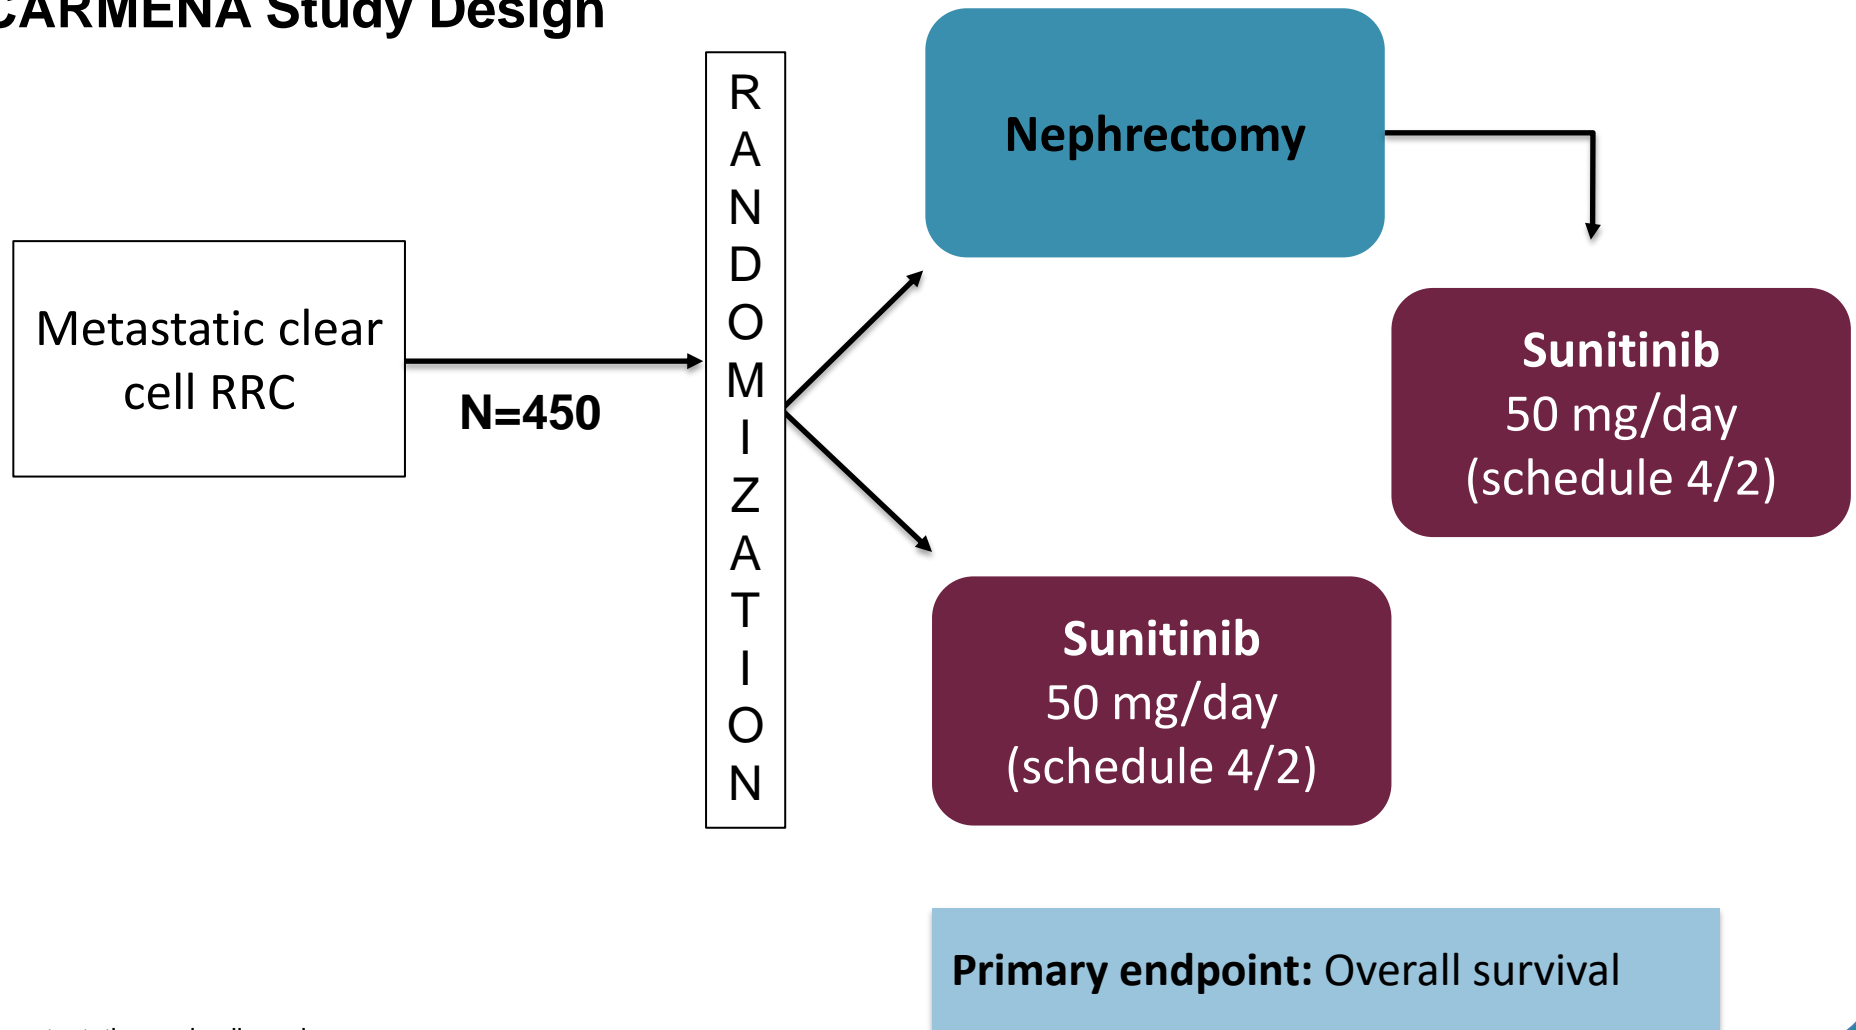 CARMENA Study Design
Metastatic clear
cell RRC
N=450
R
A
N
D
O
M
I
Z
A
T
I
O
N
Nephrectomy
Sunitinib
50 mg/day
(schedule 4/2)
Sunitinib
50 mg/day
(schedule 4/2)
Primary endpoint: Overall survival